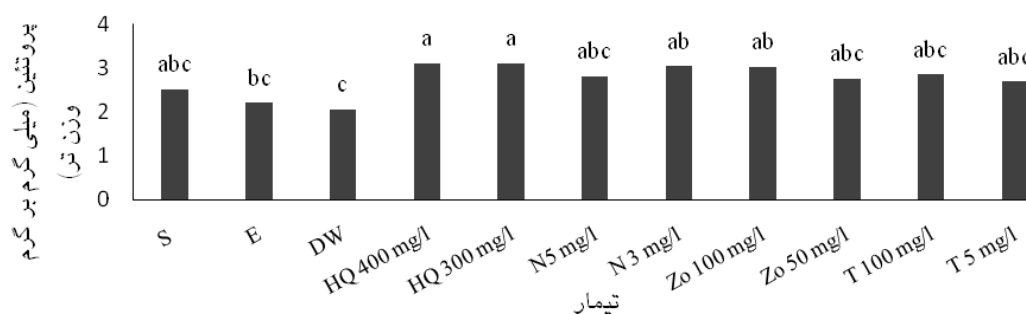 پروتئین (میلی گرم بر گرم
وزن تر)
4
3
2
1
0
abc
bc
c
a
a
abc
ab
ab
abc
abc
abc
S
E
DW
HQ 400 mg/l
HQ 300 mg/l
N5 mg/l
N 3 mg/l
Zo 100 mg/l
Zo 50 mg/l
T 100 mg/l
T 5 mg/l
تیمار